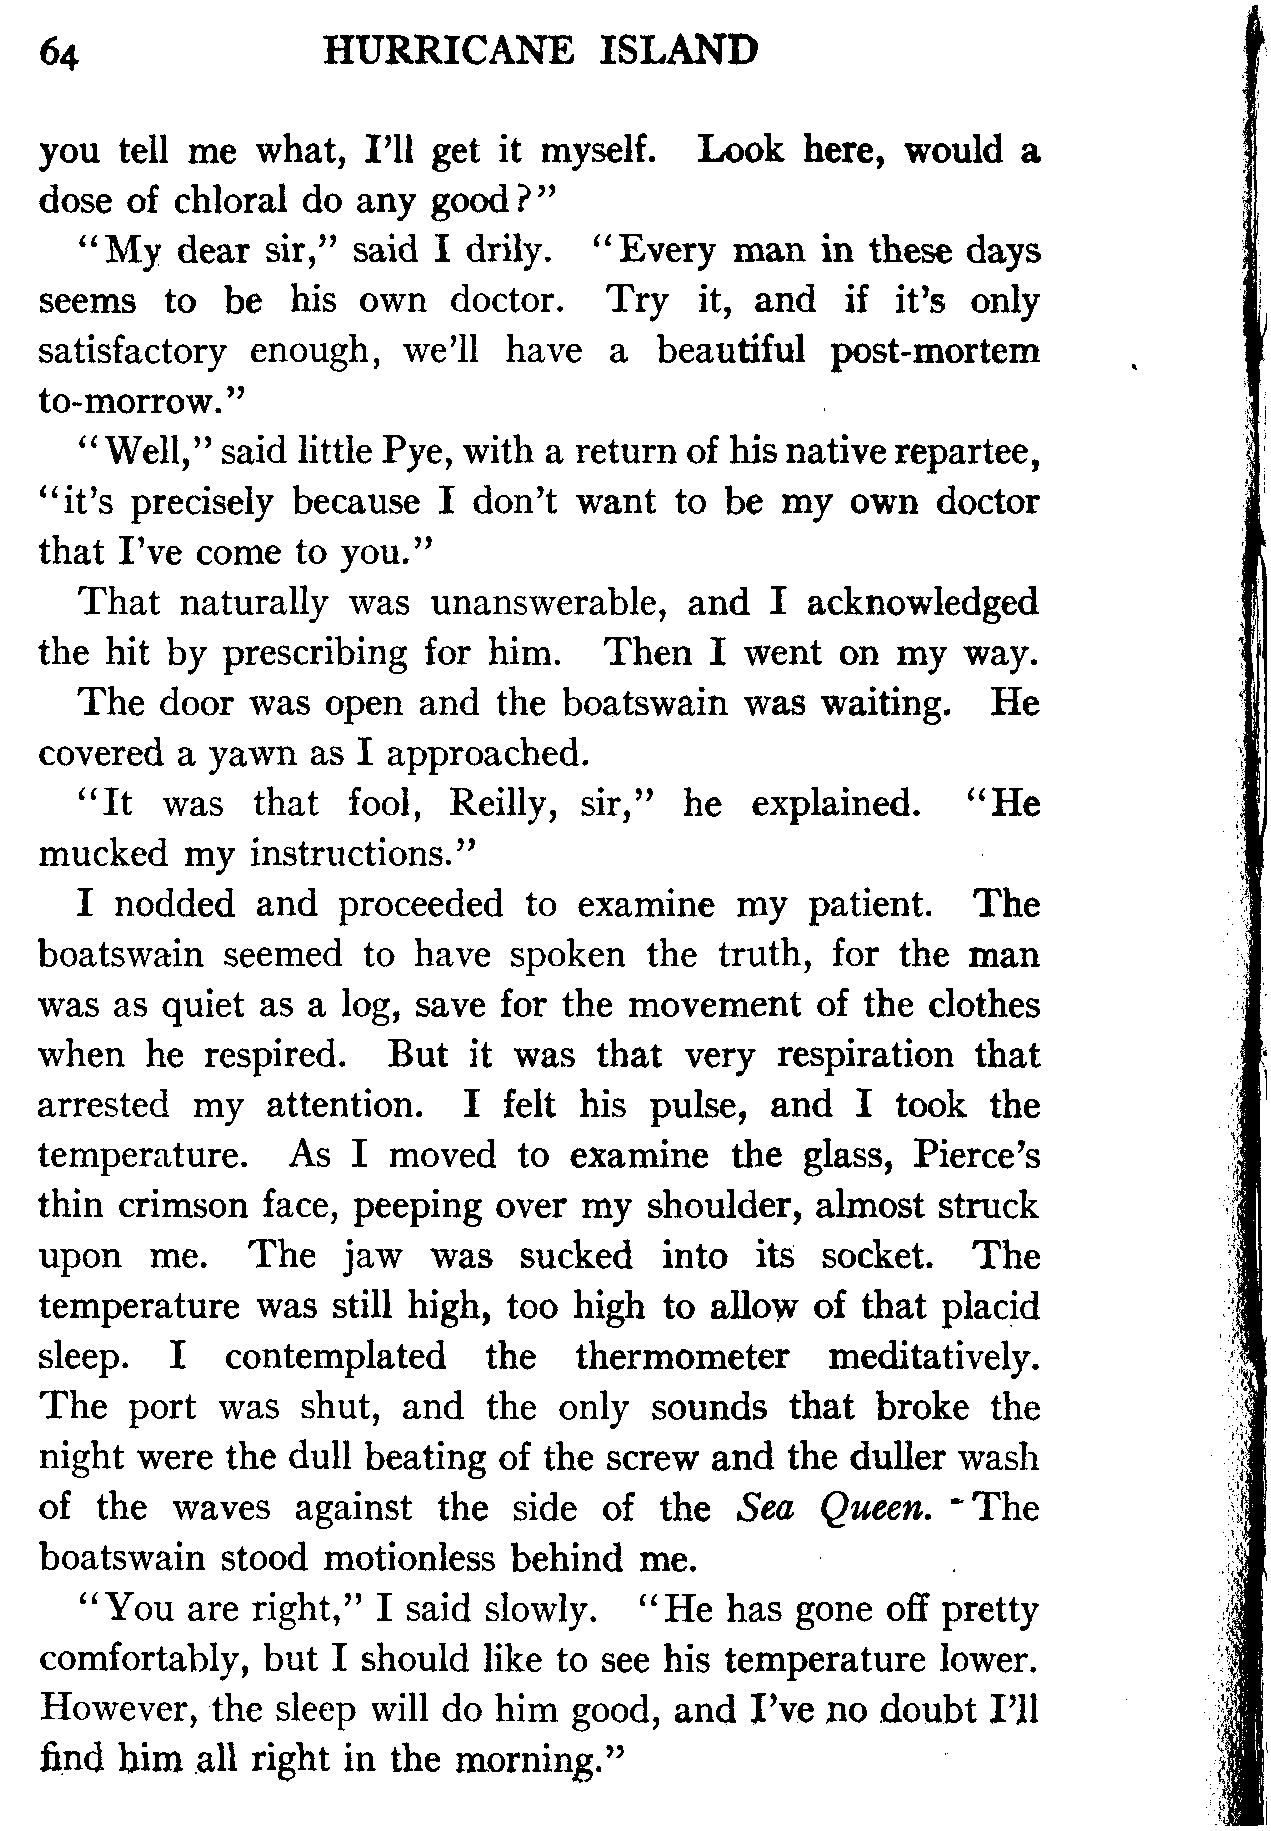 64 HURRICANE ISLAND
you tell me what, I'll get it myself. Look here, would a
dose of chloral do any good?"
"My dear sir," said I drily. "Every man in these days
seems to be his own doctor. Try it, and if it's only
satisfactory enough, we'll have a beautiful post-mortem
to-morrow."
"Well," said little Pye, with a return of his native repartee,
"it's precisely because I don't want to be my own doctor
that I've come to you."
That naturally was unanswerable, and I acknowledged
the hit by prescribing for him. Then I went on my way.
The door was open and the boatswain was waiting. He
covered a yawn as I approached.
"It was that fool, Reilly, sir," he explained. "He
mucked my instructions."
I nodded and proceeded to examine my patient. The
boatswain seemed to have spoken the truth, for the man
was as quiet as a log, save for the movement of the clothes
when he respired. But it was that very respiration that
arrested my attention. I felt his pulse, and I took the
temperature. As I moved to examine the glass, Pierce's
thin crimson face, peeping over my shoulder, almost struck
upon me. The jaw was sucked into its socket. The
temperature was still high, too high to allow of that placid
sleep. I contemplated the thermometer meditatively.
The port was shut, and the only sounds that broke the
night were the dull beating of the screw and the duller wash
of the waves against the side of the Sea Queen. The
boatswain stood motionless behind me.
"You are right," I said slowly. "He has gone off pretty
comfortably, but I should like to see his temperature lower.
However, the sleep will do him good, and I've no doubt I'll
find him all right in the morning."